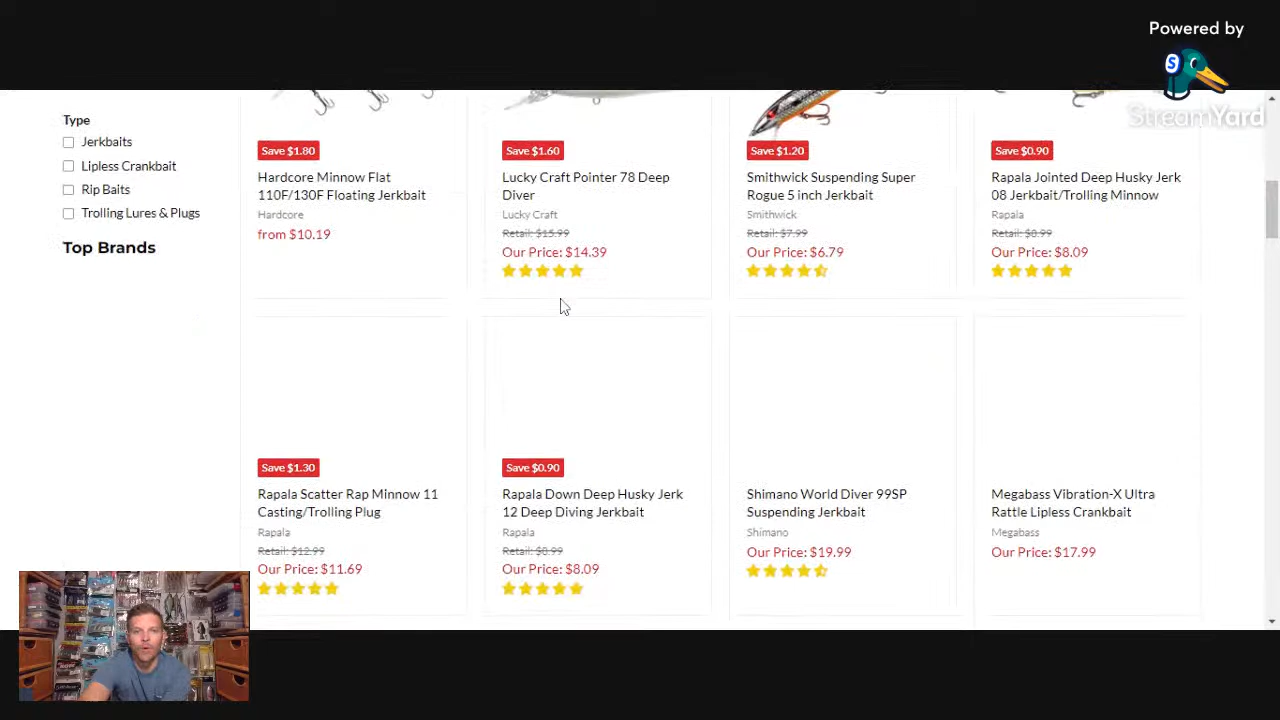 Powered by
S
StreamYard
Type
Jerkbaits
Lipless Crankbait
Rip Baits
Trolling Lures & Plugs
Top Brands
Save $1.80
Hardcore Minnow Flat
110F/130F Floating Jerkbait
Hardcore
from $10.19
Save $1.60
Lucky Craft Pointer 78 Deep
Diver
Lucky Craft
Retail: $15.99
Our Price: $14.39
Save $1.20
Smithwick Suspending Super
Rogue 5 inch Jerkbait
Smithwick
Retail: $7.99
Our Price: $6.79
Save $0.90
Rapala Jointed Deep Husky Jerk
08 Jerkbait/Trolling Minnow
Rapala
Retail: $8.99
Our Price: $8.09
Save $1.30
Rapala Scatter Rap Minnow 11
Casting/Trolling Plug
Rapala
Retail: $12.99
Our Price: $11.69
Save $0.90
Rapala Down Deep Husky Jerk
12 Deep Diving Jerkbait
Rapala
Retail: $8.99
Our Price: $8.09
Shimano World Diver 99SP
Suspending Jerkbait
Shimano
Our Price: $19.99
Megabass Vibration-X Ultra
Rattle Lipless Crankbait
Megabass
Our Price: $17.99